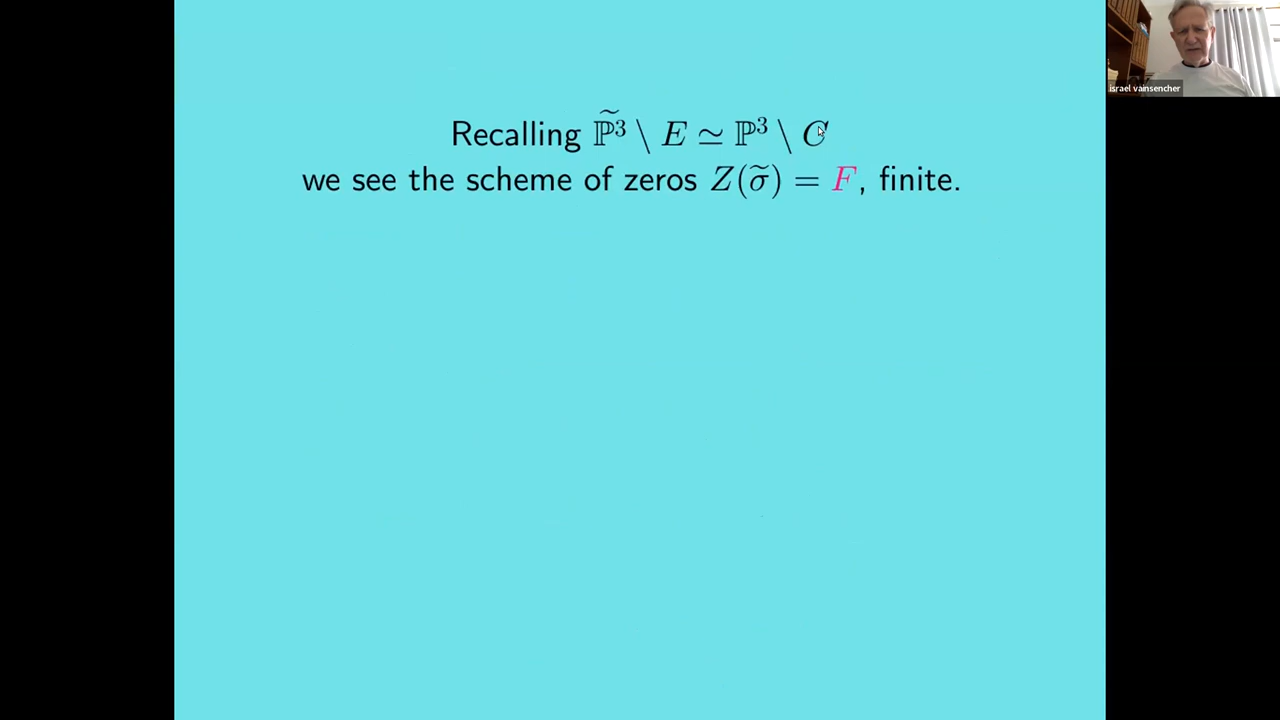 Recalling $\widetilde{\mathbb{P}^3} \setminus E \simeq \mathbb{P}^3 \setminus C$
we see the scheme of zeros $Z(\widetilde{\sigma}) = F$, finite.
israel vainsencher